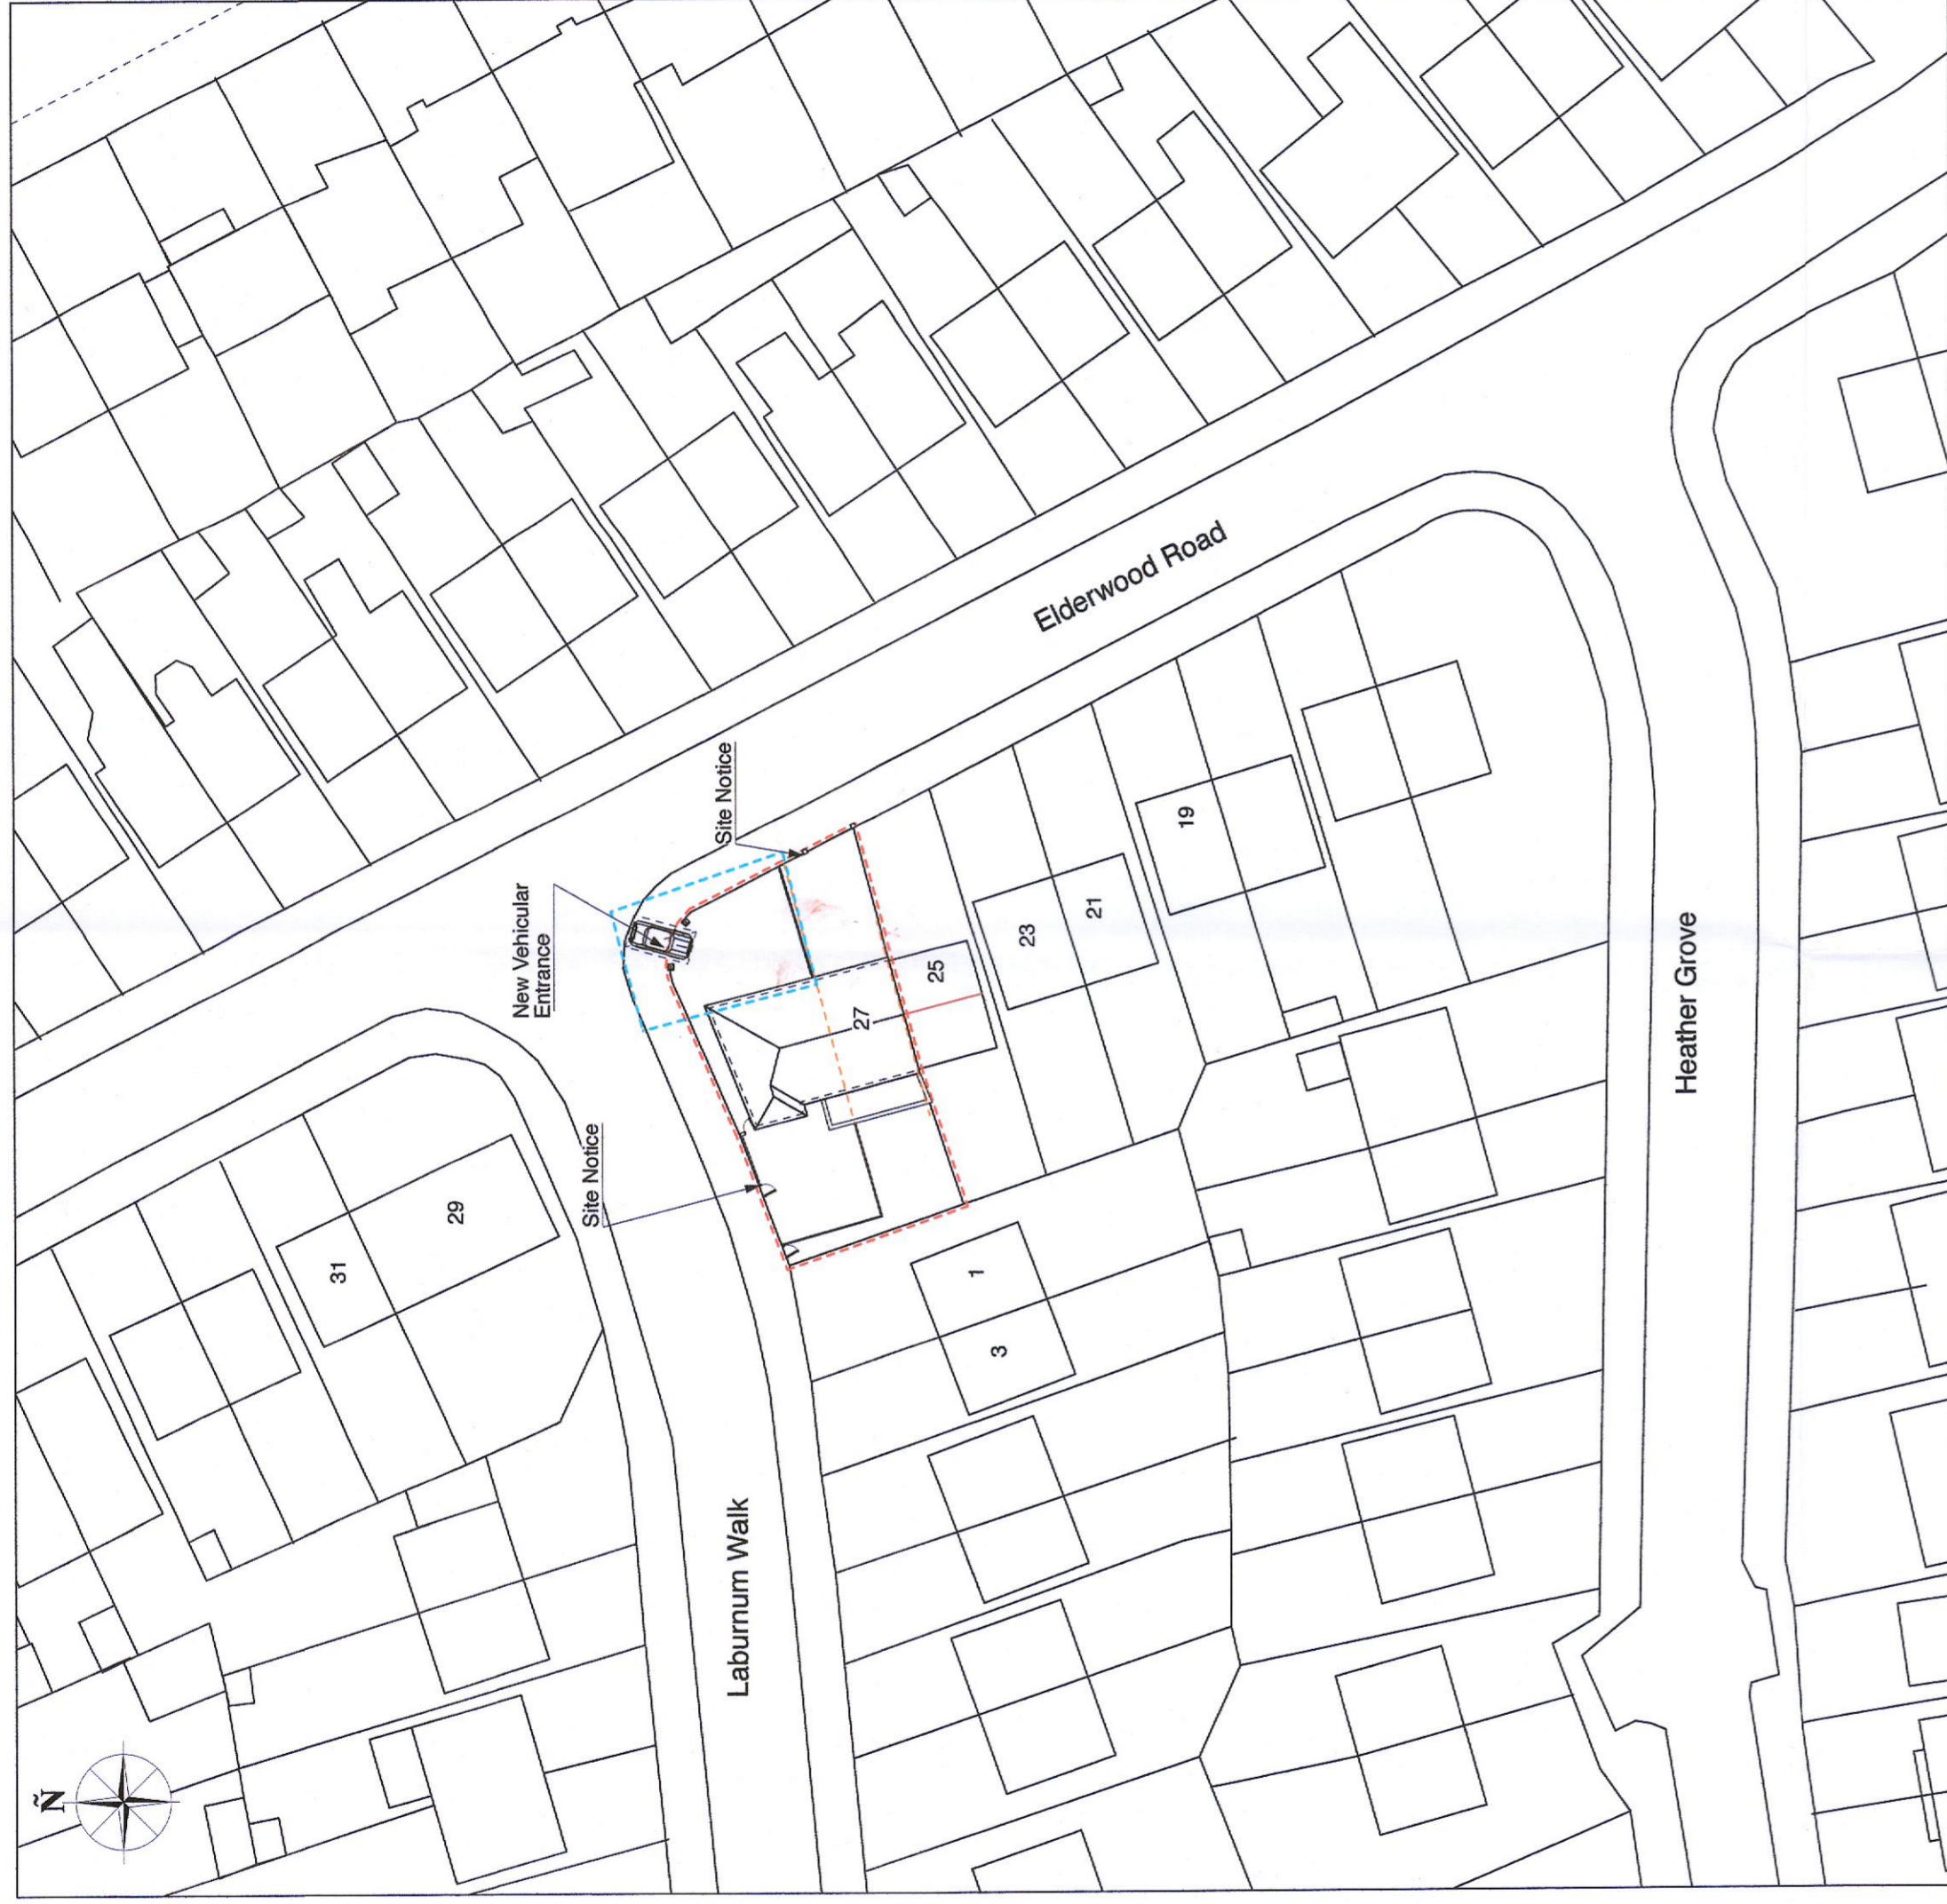 Elderwood Road
Site Notice
New Vehicular
Entrance
19
21
23
25
27
29
31
Site Notice
1
3
Heather Grove
Laburnum Walk
Ñ